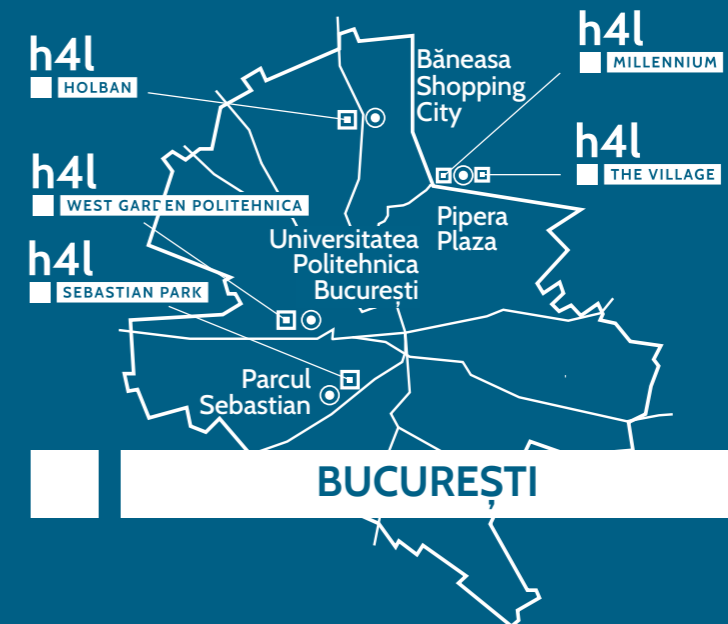 h4l
HOLBAN
h4l
WEST GARDEN POLITEHNICA
h4l
SEBASTIAN PARK
Băneasa
Shopping
City
h4l
MILLENNIUM
h4l
THE VILLAGE
Pipera
Plaza
Universitatea
Politehnica
București
Parcul
Sebastian
BUCUREȘTI